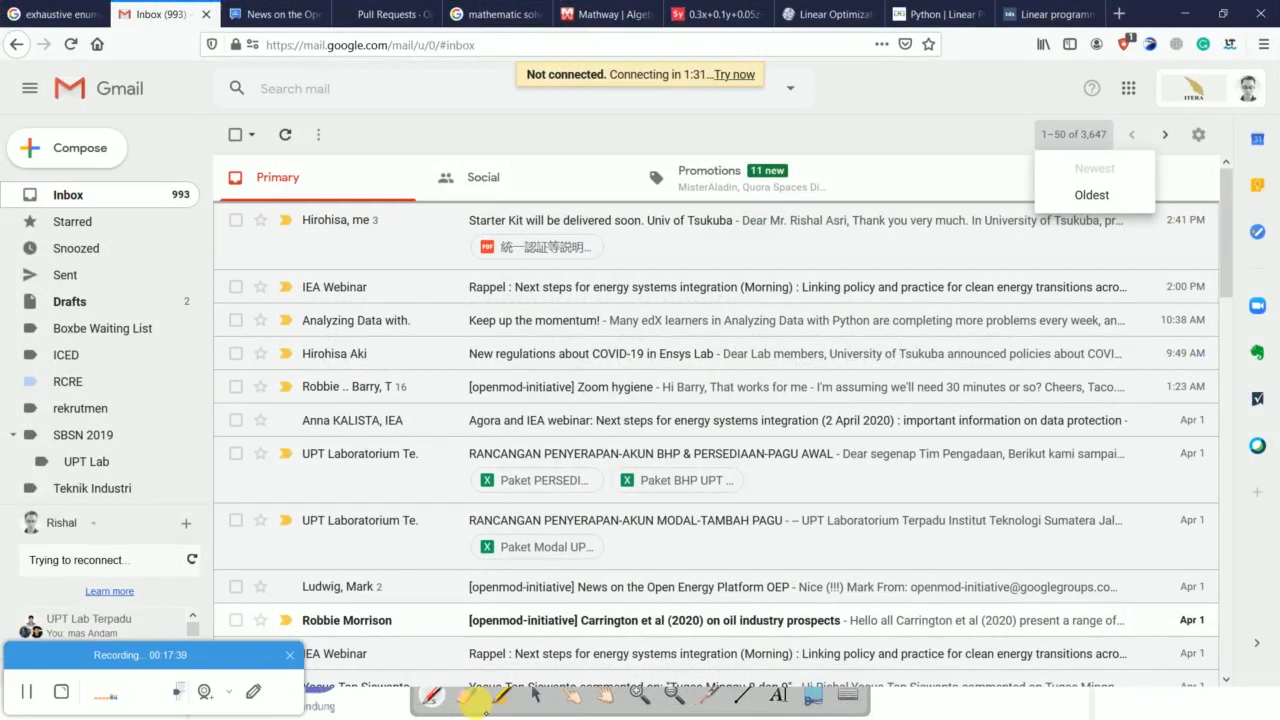 exhaustive enum
Inbox (993)
News on the Ope
Pull Requests - O
mathematic solv
Mathway | Alge
0.3x+0.1y+0.05z
Linear Optimizat
Python | Linear P
Linear programm
https://mail.google.com/mail/u/0/#inbox
Not connected. Connecting in 1:31... Try now
Gmail
Search mail
ITERA
Compose
1–50 of 3,647
Newest
Oldest
Primary
Social
Promotions 11 new
MisterAladin, Quora Spaces Di...
Inbox 993
Starred
Snoozed
Sent
Drafts 2
Boxbe Waiting List
ICED
RCRE
rekrutmen
SBSN 2019
UPT Lab
Teknik Industri
Rishal
Trying to reconnect...
Learn more
UPT Lab Terpadu
You: mas Andam
Hirohisa, me 3 Starter Kit will be delivered soon. Univ of Tsukuba - Dear Mr. Rishal Asri, Thank you very much. In University of Tsukuba, pr... 2:41 PM
PDF 統一認証等説明...
IEA Webinar Rappel : Next steps for energy systems integration (Morning) : Linking policy and practice for clean energy transitions acro... 2:00 PM
Analyzing Data with. Keep up the momentum! - Many edX learners in Analyzing Data with Python are completing more problems every week, an... 10:38 AM
Hirohisa Aki New regulations about COVID-19 in Ensys Lab - Dear Lab members, University of Tsukuba announced policies about COVI... 9:49 AM
Robbie .. Barry, T 16 [openmod-initiative] Zoom hygiene - Hi Barry, That works for me - I'm assuming we'll need 30 minutes or so? Cheers, Taco.... 1:23 AM
Anna KALISTA, IEA Agora and IEA webinar: Next steps for energy systems integration (2 April 2020) : important information on data protection - Apr 1
UPT Laboratorium Te. RANCANGAN PENYERAPAN-AKUN BHP & PERSEDIAAN-PAGU AWAL - Dear segenap Tim Pengadaan, Berikut kami sampai... Apr 1
Paket PERSEDI... Paket BHP UPT ...
UPT Laboratorium Te. RANCANGAN PENYERAPAN-AKUN MODAL-TAMBAH PAGU - -- UPT Laboratorium Terpadu Institut Teknologi Sumatera Jal... Apr 1
Paket Modal UP...
Ludwig, Mark 2 [openmod-initiative] News on the Open Energy Platform OEP - Nice (!!!) Mark From: openmod-initiative@googlegroups.co... Apr 1
Robbie Morrison [openmod-initiative] Carrington et al (2020) on oil industry prospects - Hello all Carrington et al (2020) present a range of... Apr 1
IEA Webinar Rappel : Next steps for energy systems integration (Morning) : Linking policy and practice for clean energy transitions acro... Apr 1
Recording... 00:17:39